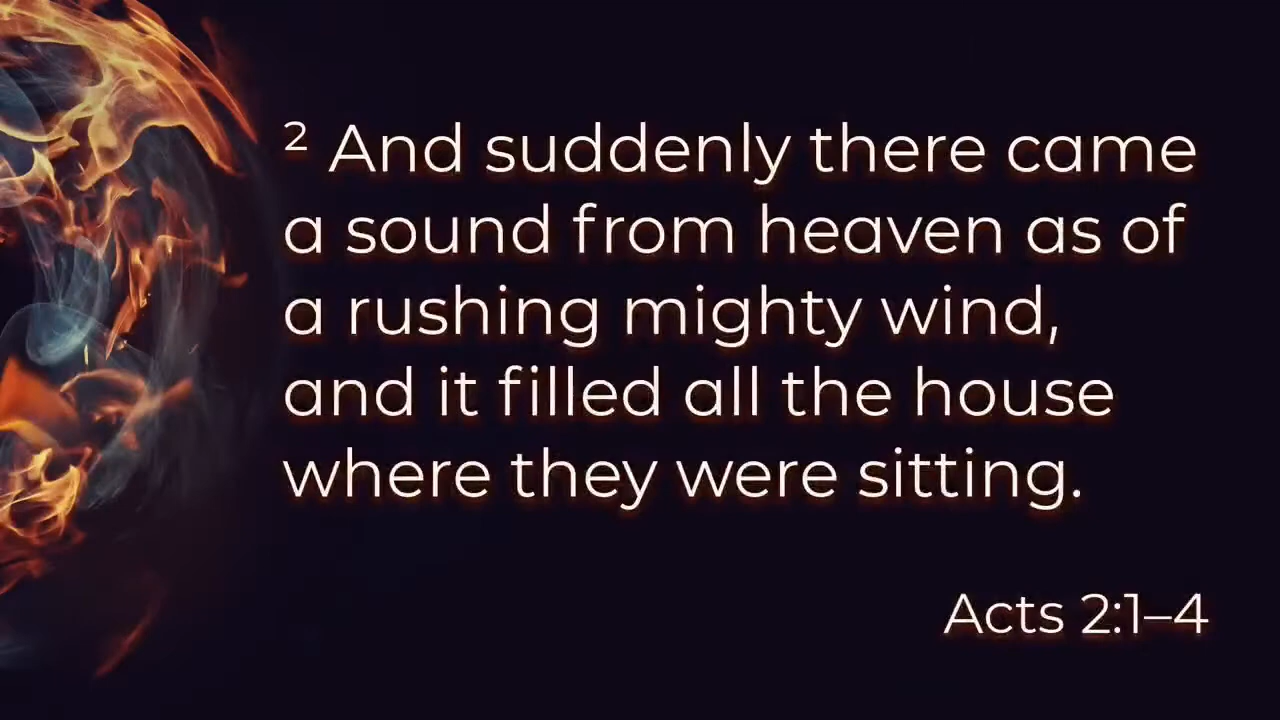 ² And suddenly there came
a sound from heaven as of
a rushing mighty wind,
and it filled all the house
where they were sitting.
Acts 2:1–4